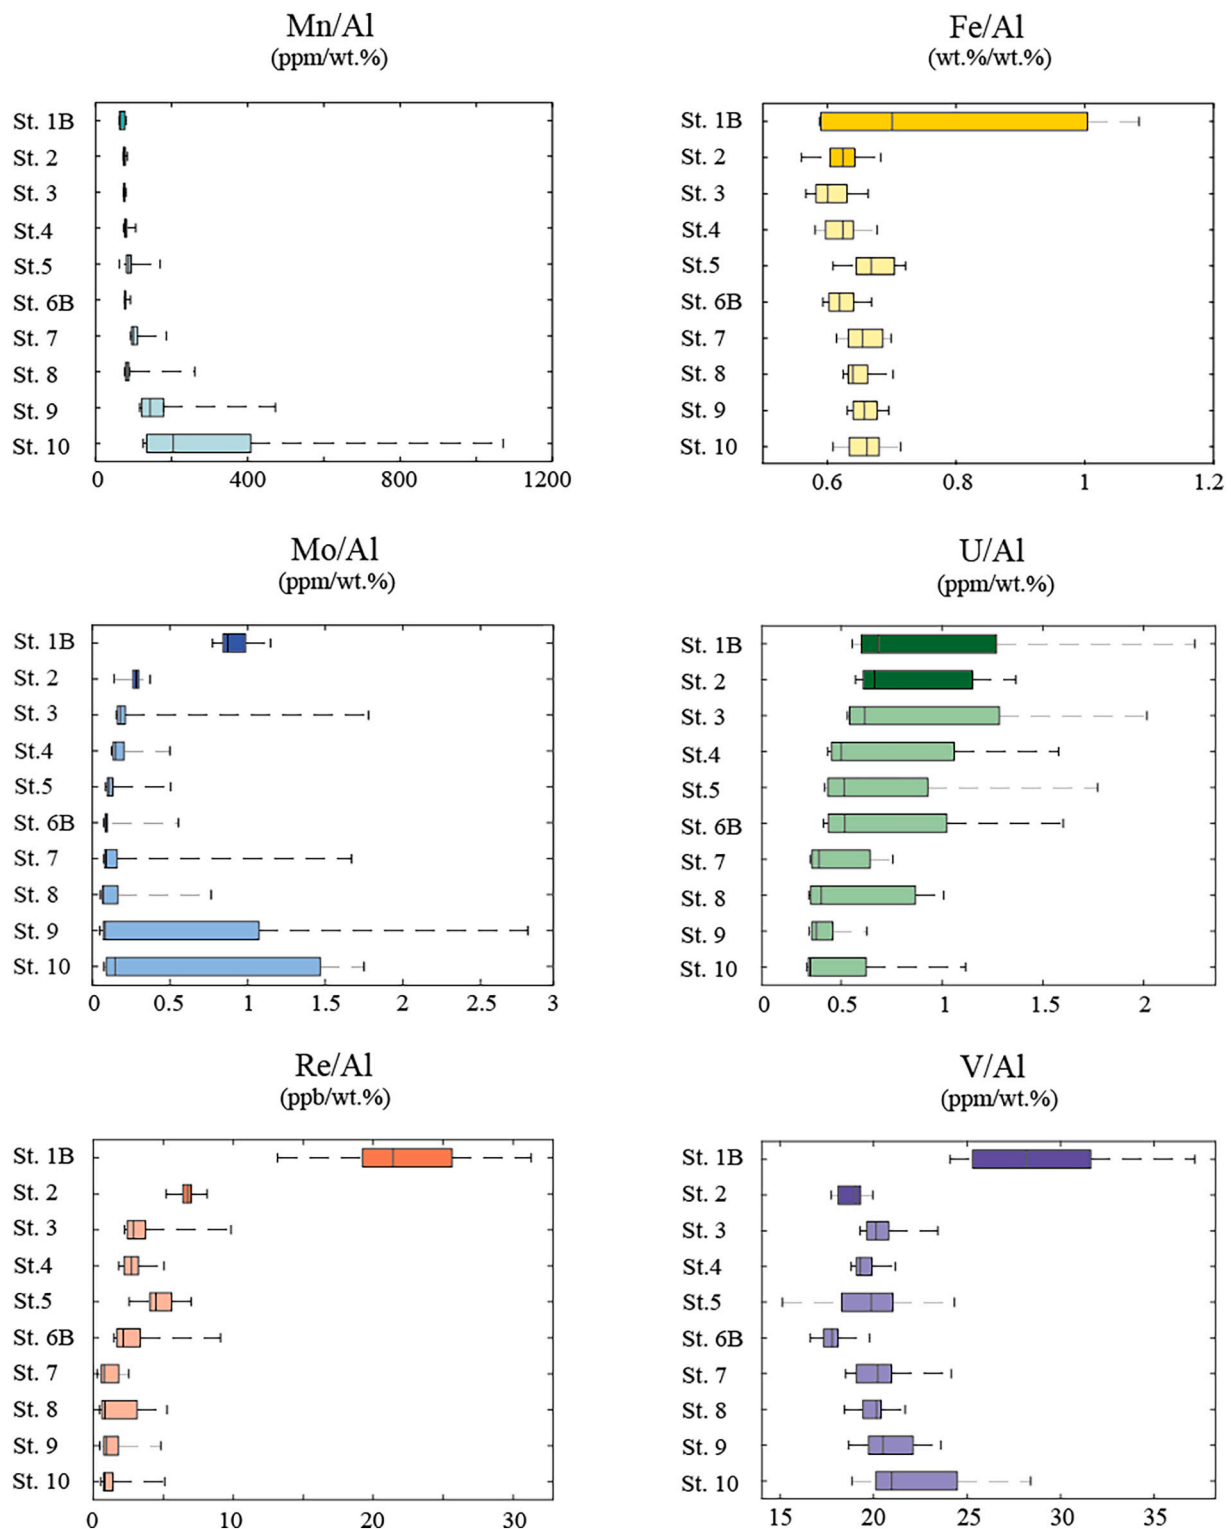 Mn/Al
(ppm/wt.%)
St. 1B
St. 2
St. 3
St.4
St.5
St. 6B
St. 7
St. 8
St. 9
St. 10
0 400 800 1200
Fe/Al
(wt.%/wt.%)
St. 1B
St. 2
St. 3
St.4
St.5
St. 6B
St. 7
St. 8
St. 9
St. 10
0.6 0.8 1 1.2
Mo/Al
(ppm/wt.%)
St. 1B
St. 2
St. 3
St.4
St.5
St. 6B
St. 7
St. 8
St. 9
St. 10
0 0.5 1 1.5 2 2.5 3
U/Al
(ppm/wt.%)
St. 1B
St. 2
St. 3
St.4
St.5
St. 6B
St. 7
St. 8
St. 9
St. 10
0 0.5 1 1.5 2
Re/Al
(ppb/wt.%)
St. 1B
St. 2
St. 3
St.4
St.5
St. 6B
St. 7
St. 8
St. 9
St. 10
0 10 20 30
V/Al
(ppm/wt.%)
St. 1B
St. 2
St. 3
St.4
St.5
St. 6B
St. 7
St. 8
St. 9
St. 10
15 20 25 30 35